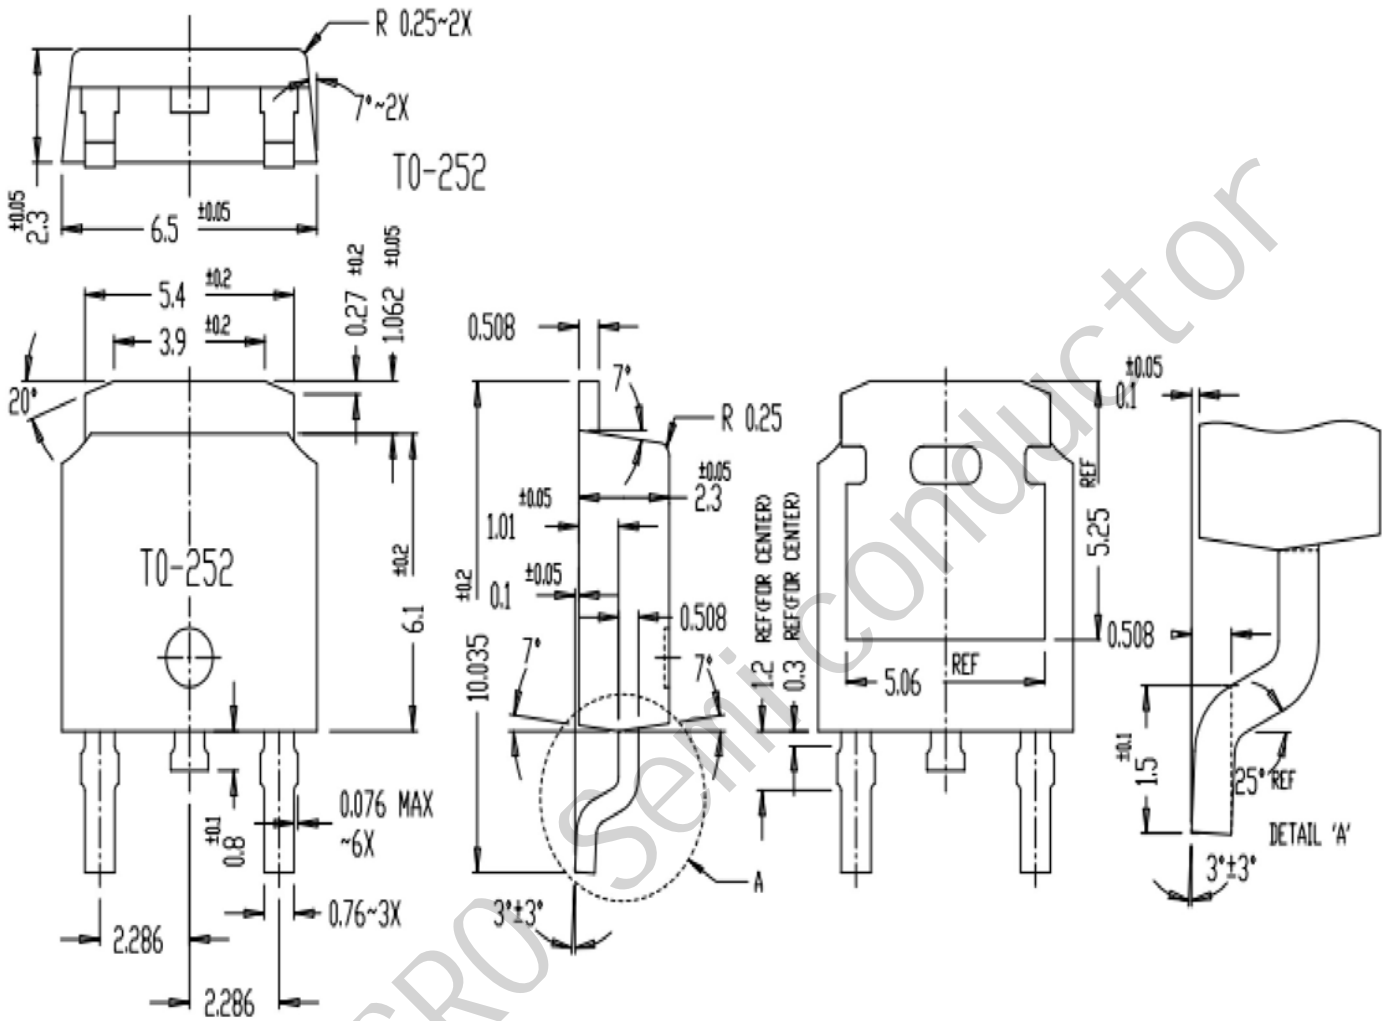 R 0.25~2X
7°~2X
TO-252
±0.05
2.3
6.5 ±0.05
5.4 ±0.2
3.9 ±0.2
0.27 ±0.2
1.062 ±0.05
20°
TO-252
6.1 ±0.2
0.8 ±0.1
0.076 MAX
~6X
0.76~3X
2.286
2.286
0.508
7°
R 0.25
±0.05
2.3
±0.05
1.01
±0.05
0.1
10.035 ±0.2
0.508
7°
7°
A
3°±3°
1.2 REF(FOR CENTER)
0.3 REF(FOR CENTER)
5.25 REF
5.06 REF
±0.05
0.1
0.508
1.5 ±0.1
25° REF
DETAIL 'A'
3°±3°
CRO Semi conductor